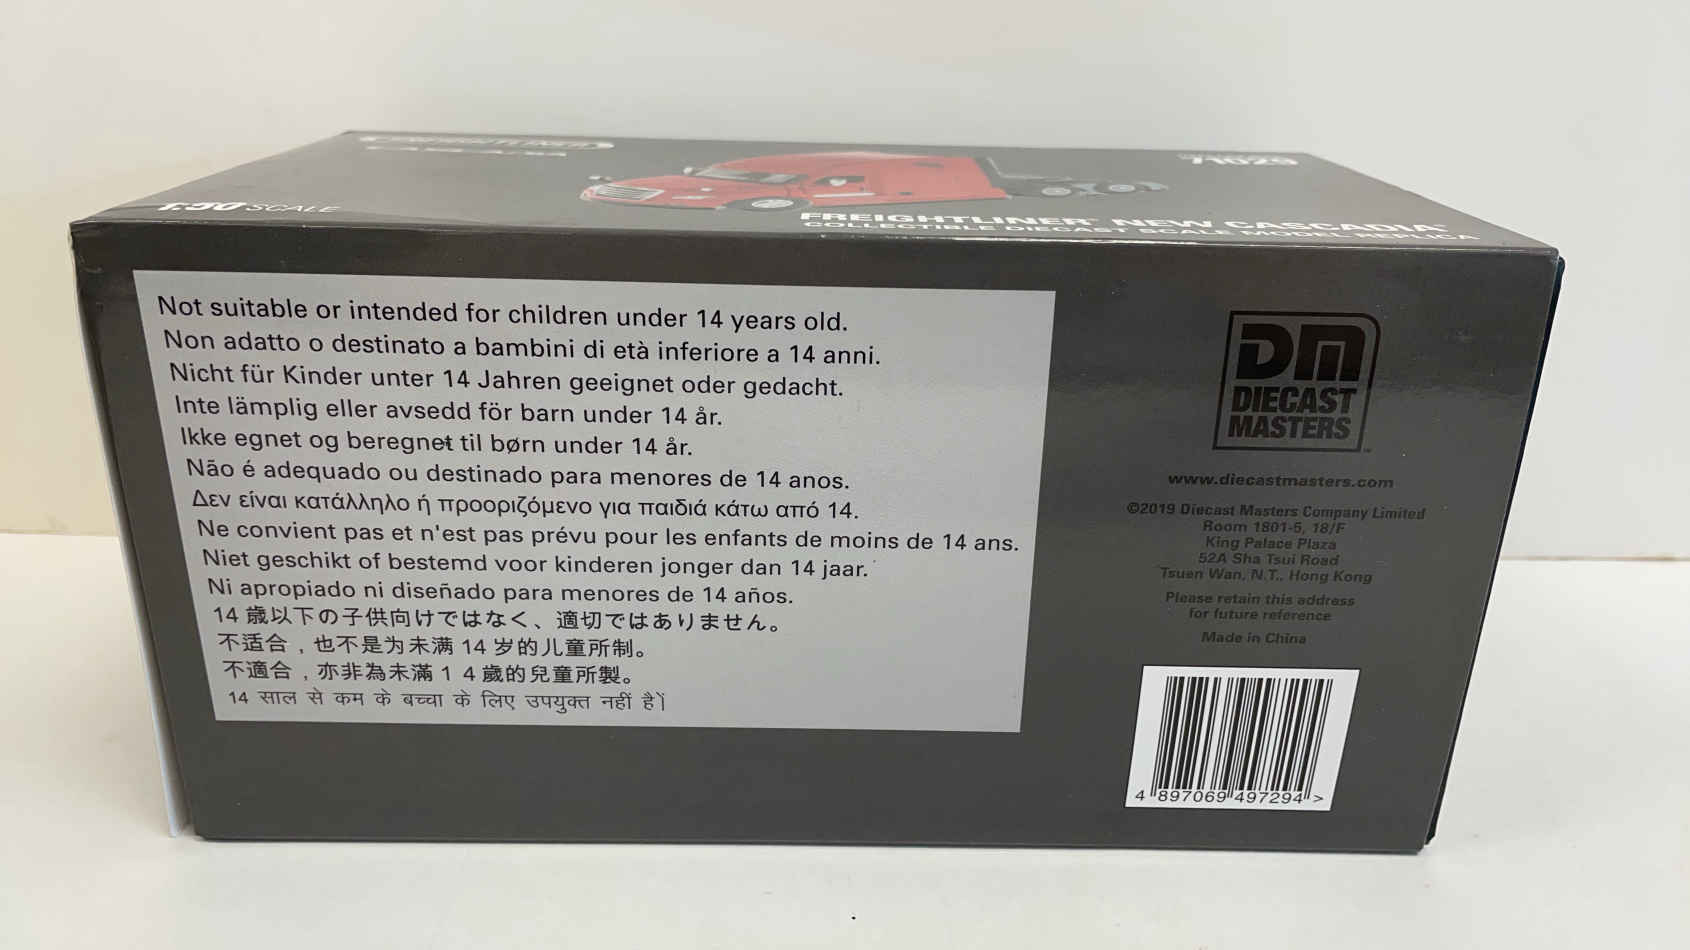 FREIGHTLINER
CASCADIA
71029
1:50 SCALE
FREIGHTLINER NEW CASCADIA
COLLECTIBLE DIECAST SCALE MODEL REPLICA
Not suitable or intended for children under 14 years old.
Non adatto o destinato a bambini di età inferiore a 14 anni.
Nicht für Kinder unter 14 Jahren geeignet oder gedacht.
Inte lämplig eller avsedd för barn under 14 år.
Ikke egnet og beregnet til børn under 14 år.
Não é adequado ou destinado para menores de 14 anos.
Δεν είναι κατάλληλο ή προοριζόμενο για παιδιά κάτω από 14.
Ne convient pas et n'est pas prévu pour les enfants de moins de 14 ans.
Niet geschikt of bestemd voor kinderen jonger dan 14 jaar.
Ni apropiado ni diseñado para menores de 14 años.
14 歳以下の子供向けではなく、適切ではありません。
不适合，也不是为未满 14 岁的儿童所制。
不適合，亦非為未滿 1 4 歲的兒童所製。
14 साल से कम के बच्चा के लिए उपयुक्त नहीं है।
DM
DIECAST
MASTERS
www.diecastmasters.com
©2019 Diecast Masters Company Limited
Room 1801-5, 18/F
King Palace Plaza
52A Sha Tsui Road
Tsuen Wan, N.T., Hong Kong
Please retain this address
for future reference
Made in China
4 897069 497294 >